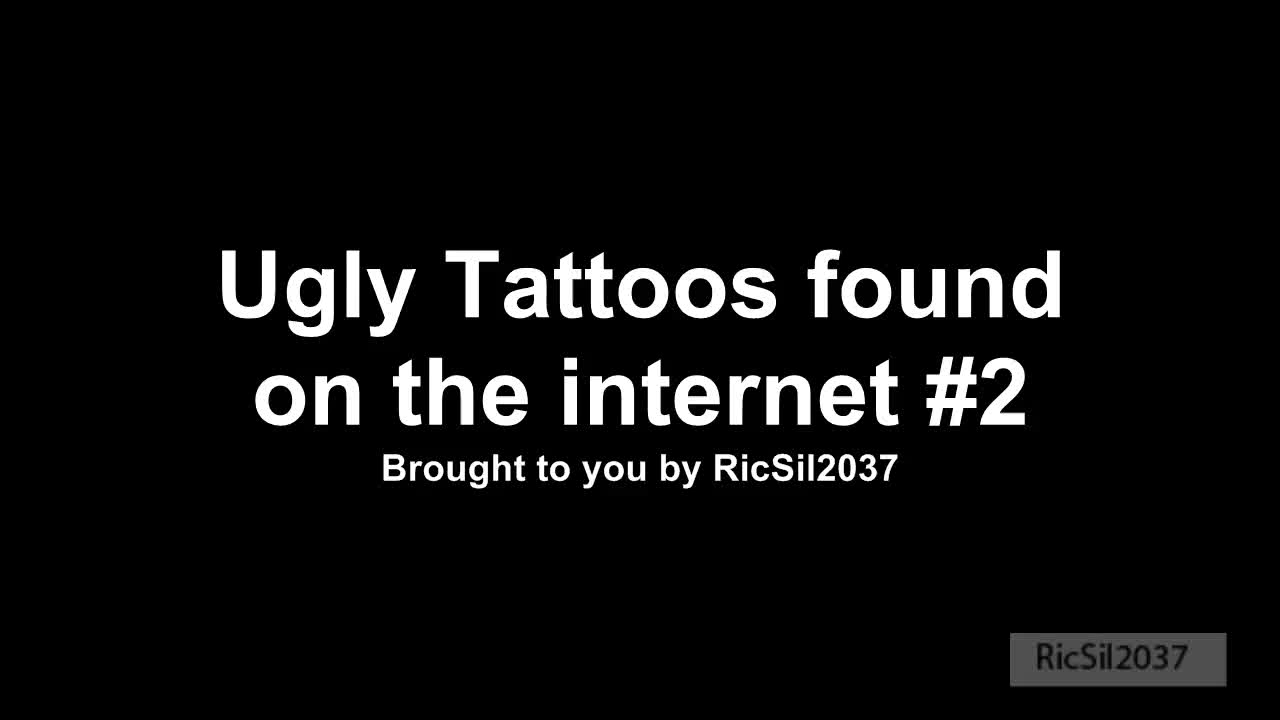 Ugly Tattoos found
on the internet #2
Brought to you by RicSil2037
RicSil2037